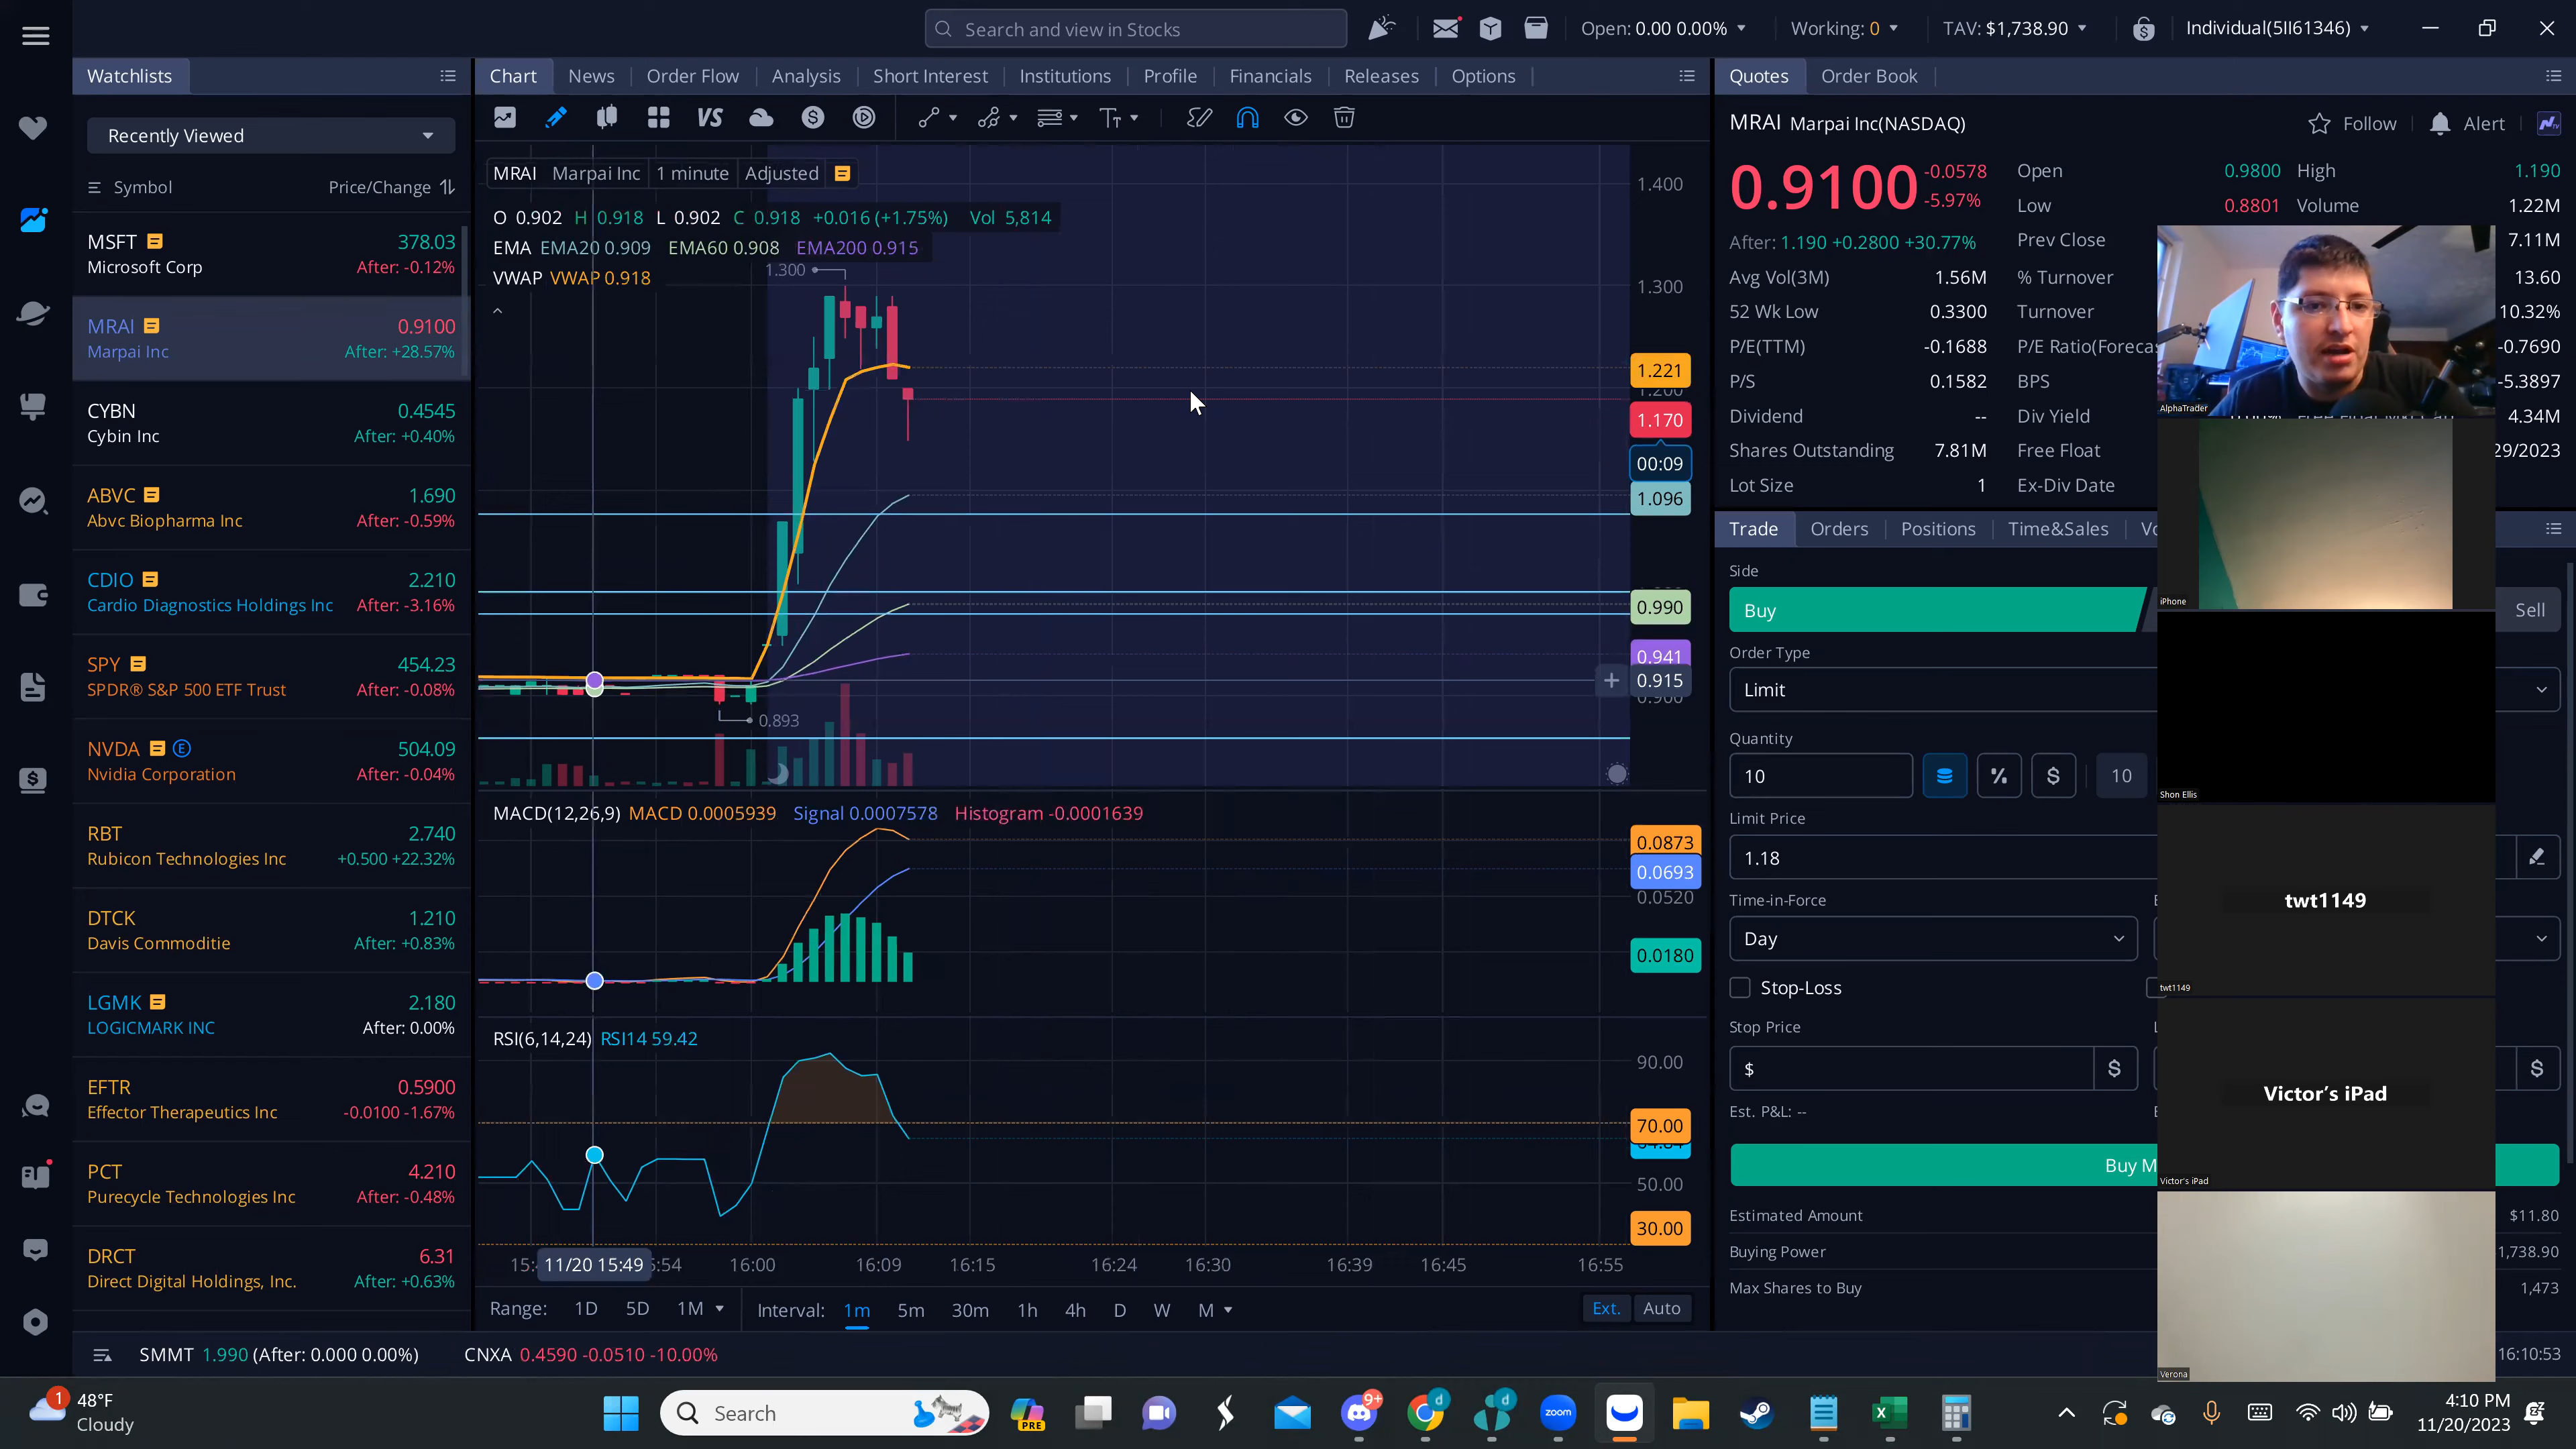 Search and view in Stocks
Open: 0.00 0.00%
Working: 0
TAV: $1,738.90
Individual(5II61346)
Watchlists
Chart News Order Flow Analysis Short Interest Institutions Profile Financials Releases Options
Quotes Order Book
Recently Viewed
Symbol Price/Change
MSFT 378.03
Microsoft Corp After: -0.12%
MRAI 0.9100
Marpai Inc After: +28.57%
CYBN 0.4545
Cybin Inc After: +0.40%
ABVC 1.690
Abvc Biopharma Inc After: -0.59%
CDIO 2.210
Cardio Diagnostics Holdings Inc After: -3.16%
SPY 454.23
SPDR® S&P 500 ETF Trust After: -0.08%
NVDA E 504.09
Nvidia Corporation After: -0.04%
RBT 2.740
Rubicon Technologies Inc +0.500 +22.32%
DTCK 1.210
Davis Commoditie After: +0.83%
LGMK 2.180
LOGICMARK INC After: 0.00%
EFTR 0.5900
Effector Therapeutics Inc -0.0100 -1.67%
PCT 4.210
Purecycle Technologies Inc After: -0.48%
DRCT 6.31
Direct Digital Holdings, Inc. After: +0.63%
VS
MRAI Marpai Inc 1 minute Adjusted
O 0.902 H 0.918 L 0.902 C 0.918 +0.016 (+1.75%) Vol 5,814
EMA EMA20 0.909 EMA60 0.908 EMA200 0.915
VWAP VWAP 0.918
1.300
0.893
1.400
1.300
1.221
1.200
1.170
00:09
1.096
0.990
0.941
0.915
0.900
MACD(12,26,9) MACD 0.0005939 Signal 0.0007578 Histogram -0.0001639
0.0873
0.0693
0.0520
0.0180
RSI(6,14,24) RSI14 59.42
90.00
70.00
50.00
30.00
11/20 15:49 16:00 16:09 16:15 16:24 16:30 16:39 16:45 16:55
Range: 1D 5D 1M Interval: 1m 5m 30m 1h 4h D W M
Ext. Auto
MRAI Marpai Inc(NASDAQ)
Follow Alert
0.9100 -0.0578
-5.97%
After: 1.190 +0.2800 +30.77%
Open 0.9800 High 1.190
Low 0.8801 Volume 1.22M
Prev Close 7.11M
Avg Vol(3M) 1.56M % Turnover 13.60
52 Wk Low 0.3300 Turnover 10.32%
P/E(TTM) -0.1688 P/E Ratio(Foreca -0.7690
P/S 0.1582 BPS -5.3897
Dividend -- Div Yield 4.34M
Shares Outstanding 7.81M Free Float 29/2023
Lot Size 1 Ex-Div Date
Trade Orders Positions Time&Sales
Side
Buy Sell
Order Type
Limit
Quantity
10 % $ 10
Limit Price
1.18
Time-in-Force
Day
Stop-Loss
Stop Price
$ $ $
Est. P&L: --
Buy M
Estimated Amount $11.80
Buying Power 1,738.90
Max Shares to Buy 1,473
AlphaTrader
iPhone
Shon Ellis
twt1149
twt1149
Victor's iPad
Victor's iPad
Verona
SMMT 1.990 (After: 0.000 0.00%) CNXA 0.4590 -0.0510 -10.00%
16:10:53
1
48°F
Cloudy
Search
PRE
9+
d
d
zoom
4:10 PM
11/20/2023